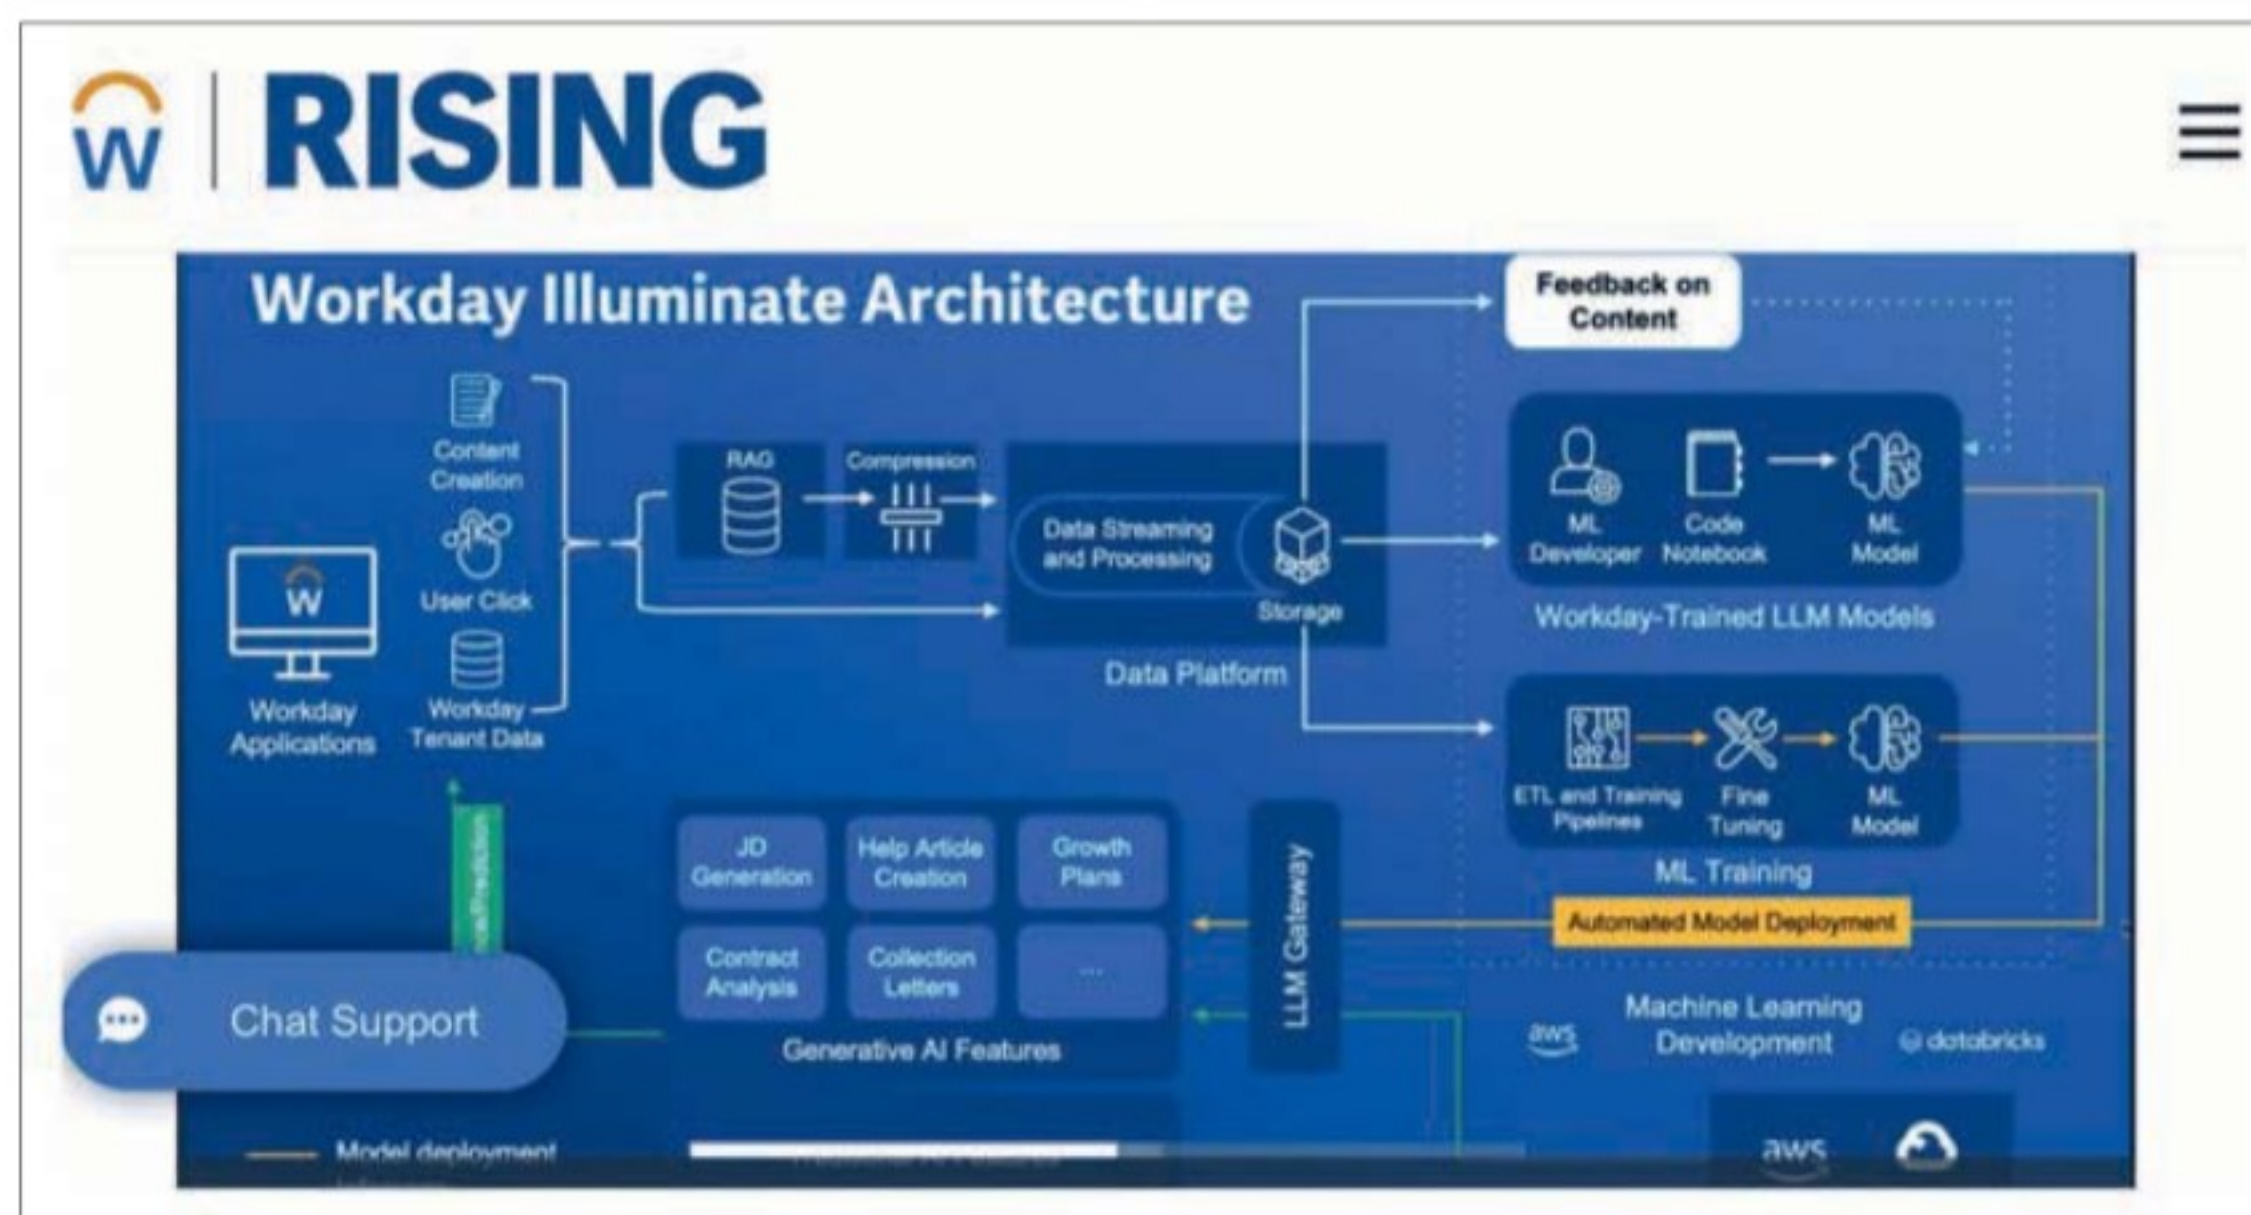 W | RISING
Workday Illuminate Architecture
Feedback on
Content
Content
Creation
User Click
Workday
Tenant Data
W
Workday
Applications
RAG
Compression
Data Streaming
and Processing
Storage
Data Platform
ML
Developer
Code
Notebook
ML
Model
Workday-Trained LLM Models
ETL and Training
Pipelines
Fine
Tuning
ML
Model
ML Training
Automated Model Deployment
JD
Generation
Help Article
Creation
Growth
Plans
Contract
Analysis
Collection
Letters
...
Generative AI Features
LLM Gateway
Machine Learning
Development
aws
databricks
aws
Chat Support
Model deployment